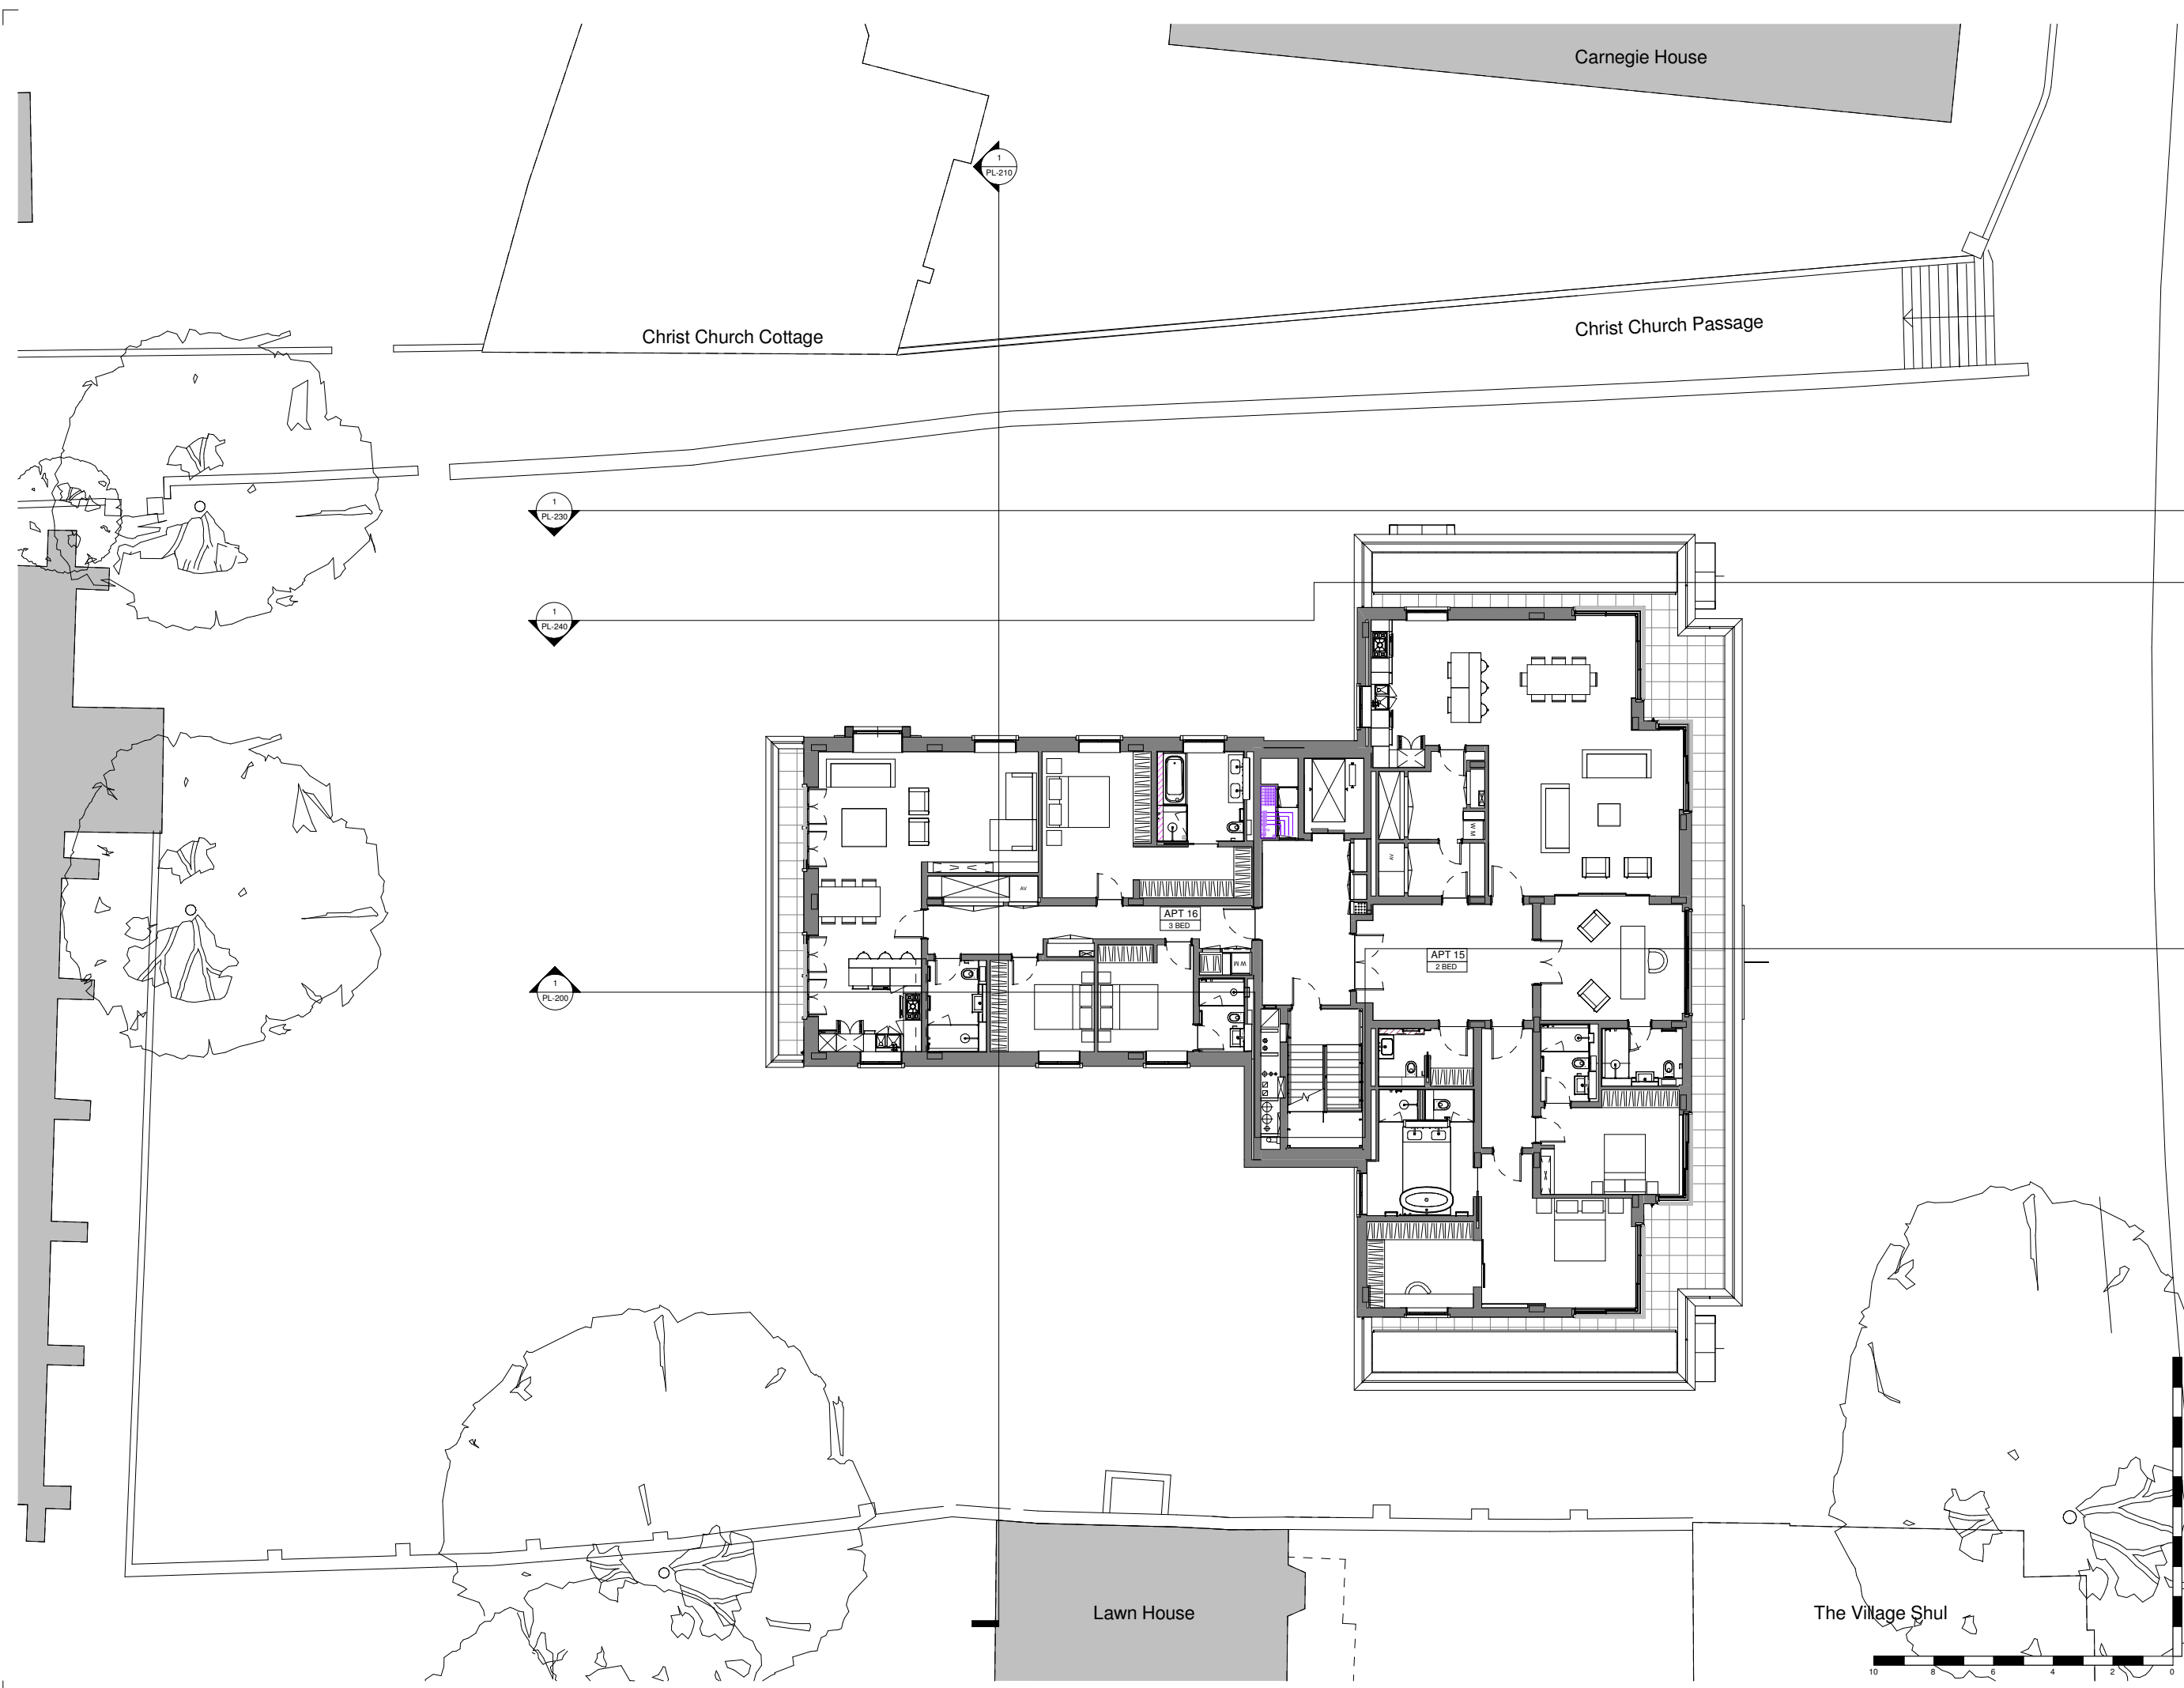 Carnegie House
1
PL-210
Christ Church Passage
Christ Church Cottage
1
PL-230
1
PL-240
W M
AV
AV
APT 16
3 BED
APT 15
2 BED
W M
1
PL-200
Lawn House
The Village Shul
10 8 6 4 2 0